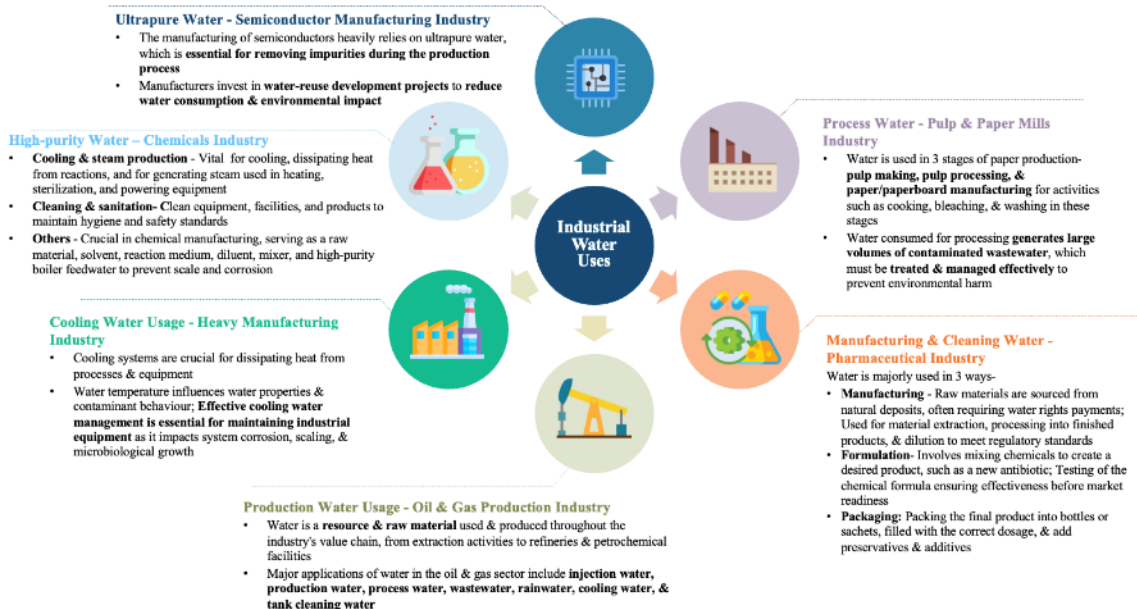 Ultrapure Water - Semiconductor Manufacturing Industry
• The manufacturing of semiconductors heavily relies on ultrapure water,
which is essential for removing impurities during the production
process
• Manufacturers invest in water-reuse development projects to reduce
water consumption & environmental impact
High-purity Water – Chemicals Industry
• Cooling & steam production - Vital for cooling, dissipating heat
from reactions, and for generating steam used in heating,
sterilization, and powering equipment
• Cleaning & sanitation- Clean equipment, facilities, and products to
maintain hygiene and safety standards
• Others - Crucial in chemical manufacturing, serving as a raw
material, solvent, reaction medium, diluent, mixer, and high-purity
boiler feedwater to prevent scale and corrosion
Cooling Water Usage - Heavy Manufacturing
Industry
• Cooling systems are crucial for dissipating heat from
processes & equipment
• Water temperature influences water properties &
contaminant behaviour; Effective cooling water
management is essential for maintaining industrial
equipment as it impacts system corrosion, scaling, &
microbiological growth
Industrial
Water
Uses
Process Water - Pulp & Paper Mills
Industry
• Water is used in 3 stages of paper production-
pulp making, pulp processing, &
paper/paperboard manufacturing for activities
such as cooking, bleaching, & washing in these
stages
• Water consumed for processing generates large
volumes of contaminated wastewater, which
must be treated & managed effectively to
prevent environmental harm
Manufacturing & Cleaning Water -
Pharmaceutical Industry
Water is majorly used in 3 ways-
• Manufacturing - Raw materials are sourced from
natural deposits, often requiring water rights payments;
Used for material extraction, processing into finished
products, & dilution to meet regulatory standards
• Formulation- Involves mixing chemicals to create a
desired product, such as a new antibiotic; Testing of the
chemical formula ensuring effectiveness before market
readiness
• Packaging: Packing the final product into bottles or
sachets, filled with the correct dosage, & add
preservatives & additives
Production Water Usage - Oil & Gas Production Industry
• Water is a resource & raw material used & produced throughout the
industry's value chain, from extraction activities to refineries & petrochemical
facilities
• Major applications of water in the oil & gas sector include injection water,
production water, process water, wastewater, rainwater, cooling water, &
tank cleaning water